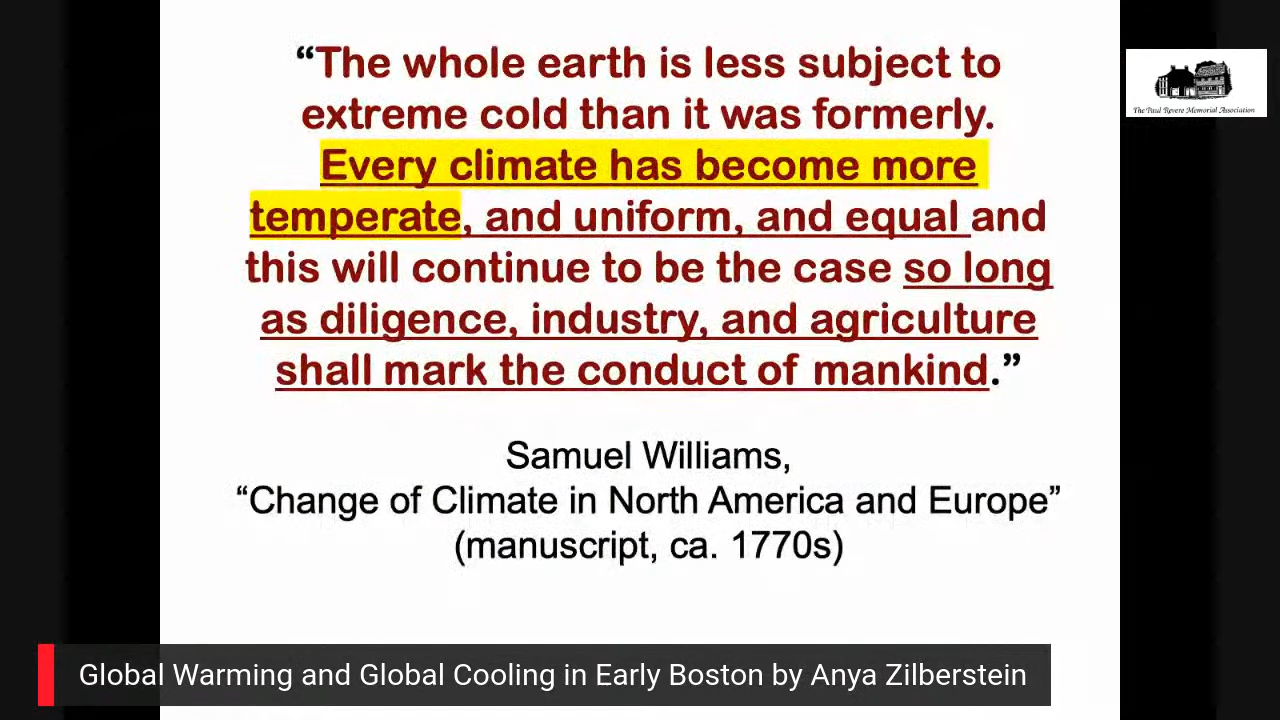 “The whole earth is less subject to
extreme cold than it was formerly.
Every climate has become more
temperate, and uniform, and equal and
this will continue to be the case so long
as diligence, industry, and agriculture
shall mark the conduct of mankind.”
Samuel Williams,
“Change of Climate in North America and Europe”
(manuscript, ca. 1770s)
The Paul Revere Memorial Association
Global Warming and Global Cooling in Early Boston by Anya Zilberstein